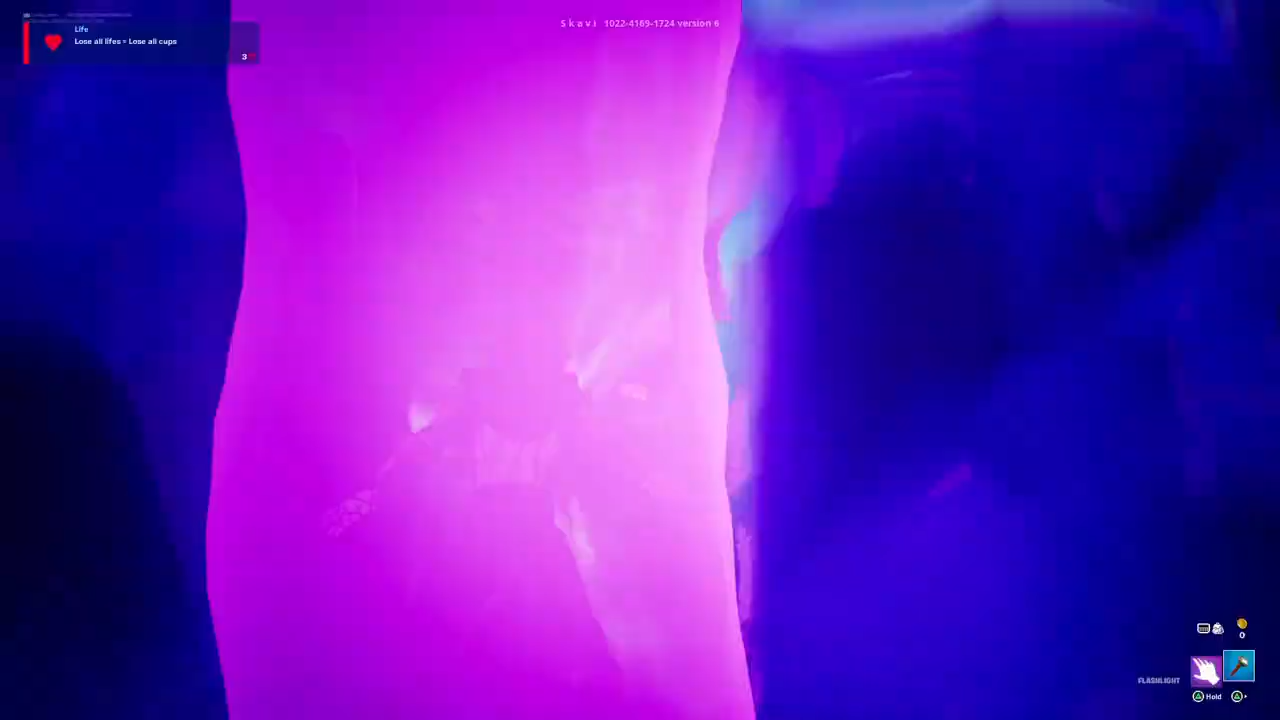 Life
Lose all lifes = Lose all cups
3
S k a v i 1022-4169-1724 version 6
0
FLASHLIGHT
Hold